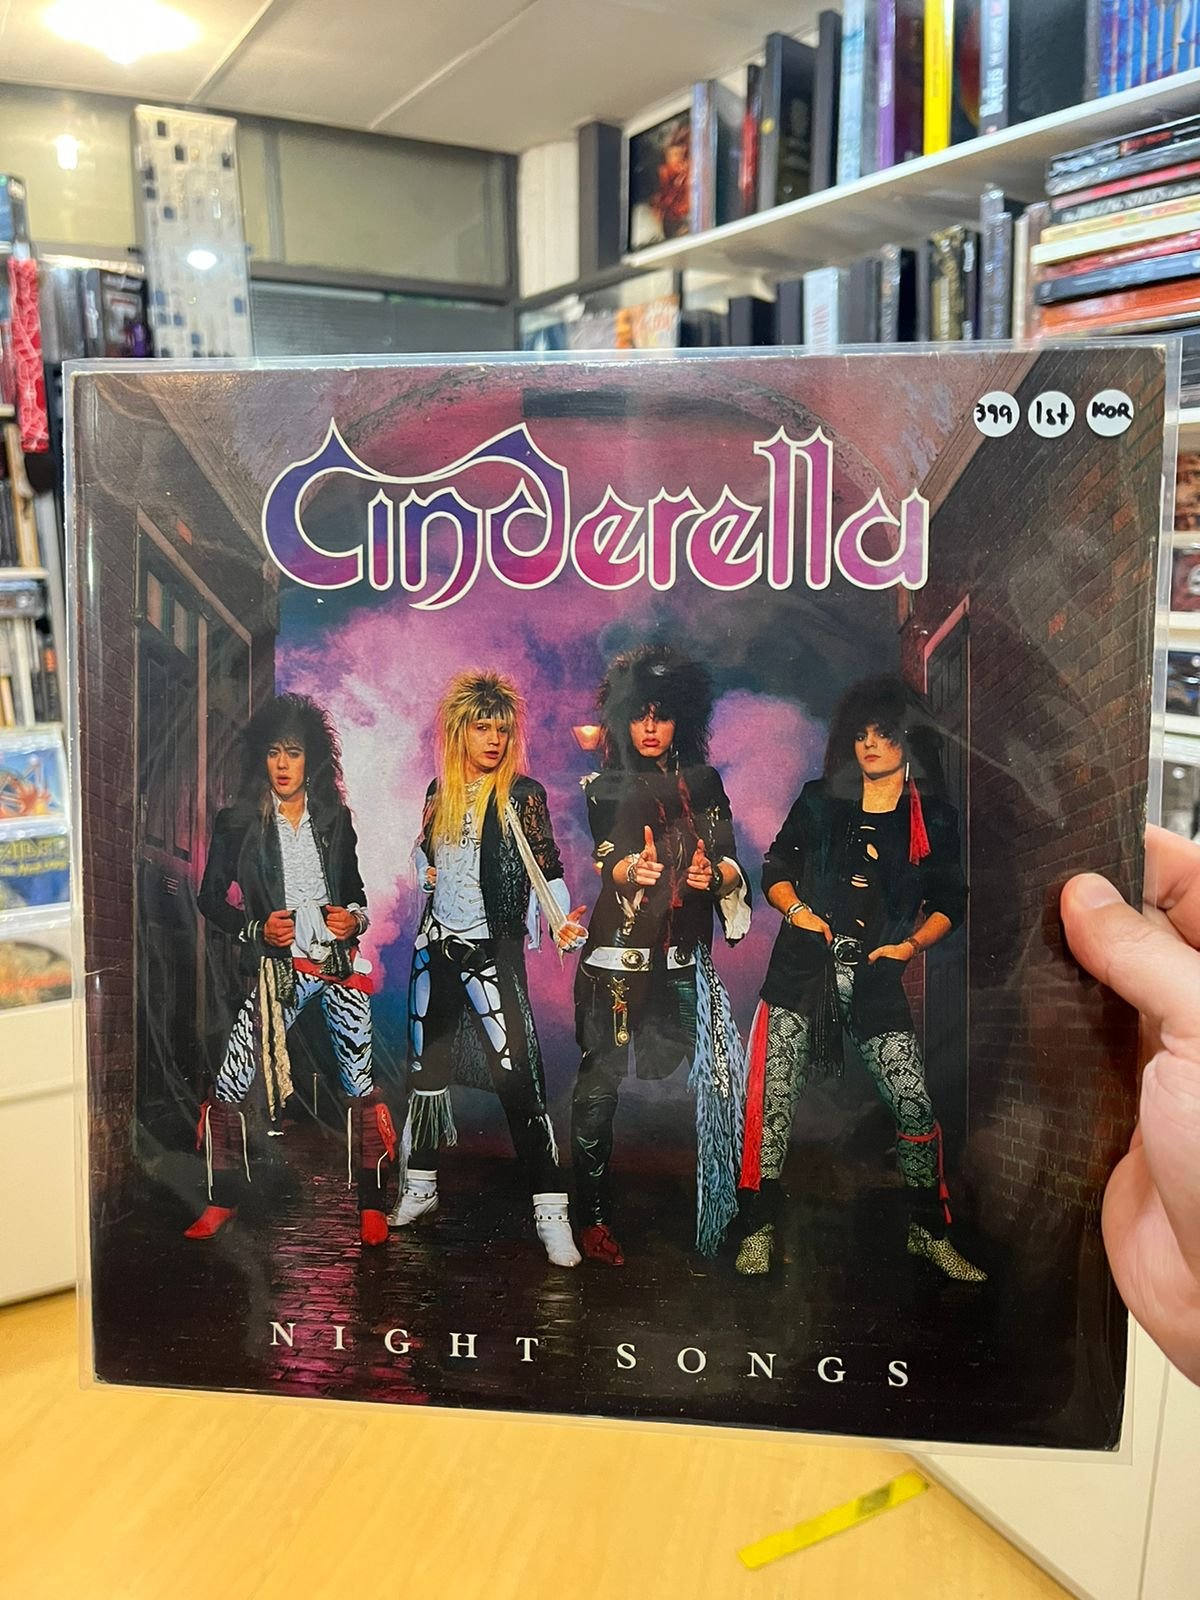 399 1st KOR
Cinderella
NIGHT SONGS